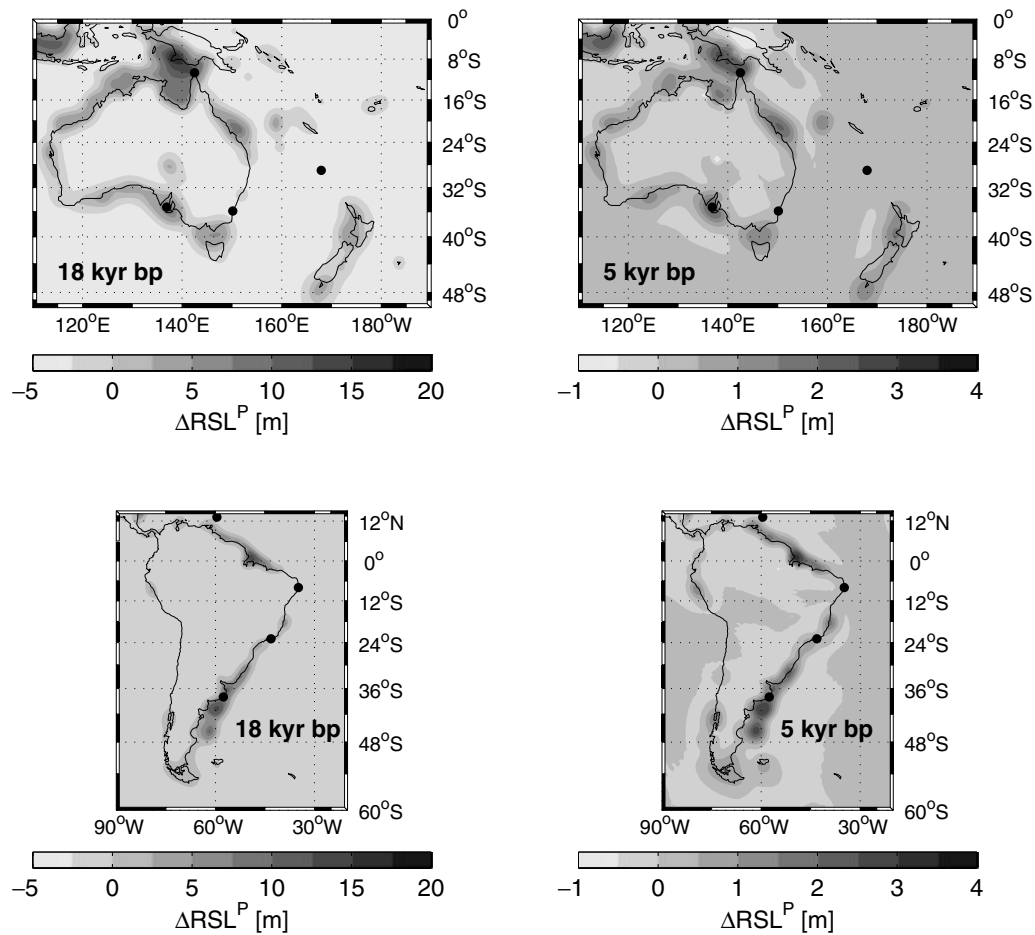 0°
8°S
16°S
24°S
32°S
40°S
48°S
18 kyr bp
120°E 140°E 160°E 180°W
−5 0 5 10 15 20
ΔRSL^P [m]
0°
8°S
16°S
24°S
32°S
40°S
48°S
5 kyr bp
120°E 140°E 160°E 180°W
−1 0 1 2 3 4
ΔRSL^P [m]
12°N
0°
12°S
24°S
36°S
18 kyr bp
48°S
60°S
90°W 60°W 30°W
−5 0 5 10 15 20
ΔRSL^P [m]
12°N
0°
12°S
24°S
36°S
5 kyr bp
48°S
60°S
90°W 60°W 30°W
−1 0 1 2 3 4
ΔRSL^P [m]